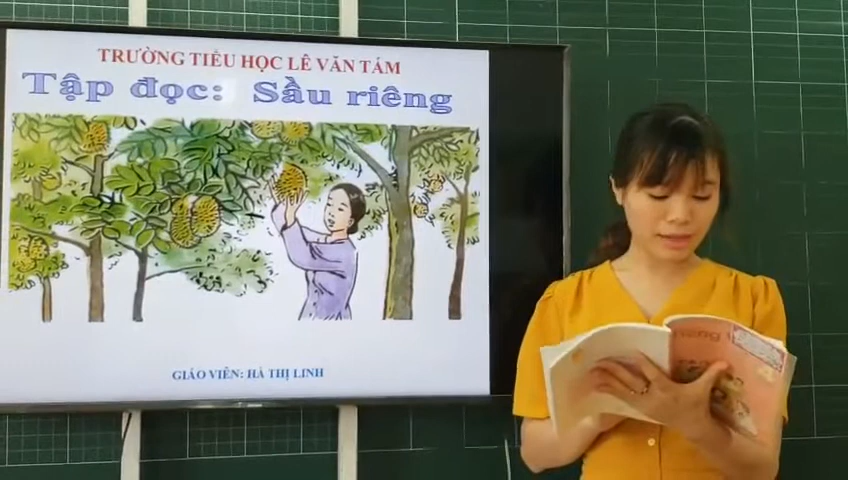 TRƯỜNG TIỂU HỌC LÊ VĂN TÁM
Tập đọc: Sầu riêng
GIÁO VIÊN: HÀ THỊ LINH